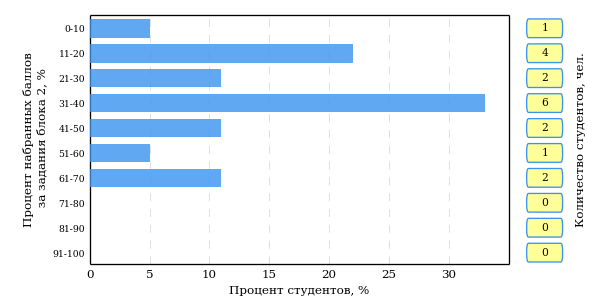 Процент набранных баллов
за задания блока 2, %
0-10 1
11-20 4
21-30 2
31-40 6
41-50 2
51-60 1
61-70 2
71-80 0
81-90 0
91-100 0
0 5 10 15 20 25 30
Процент студентов, %
Количество студентов, чел.